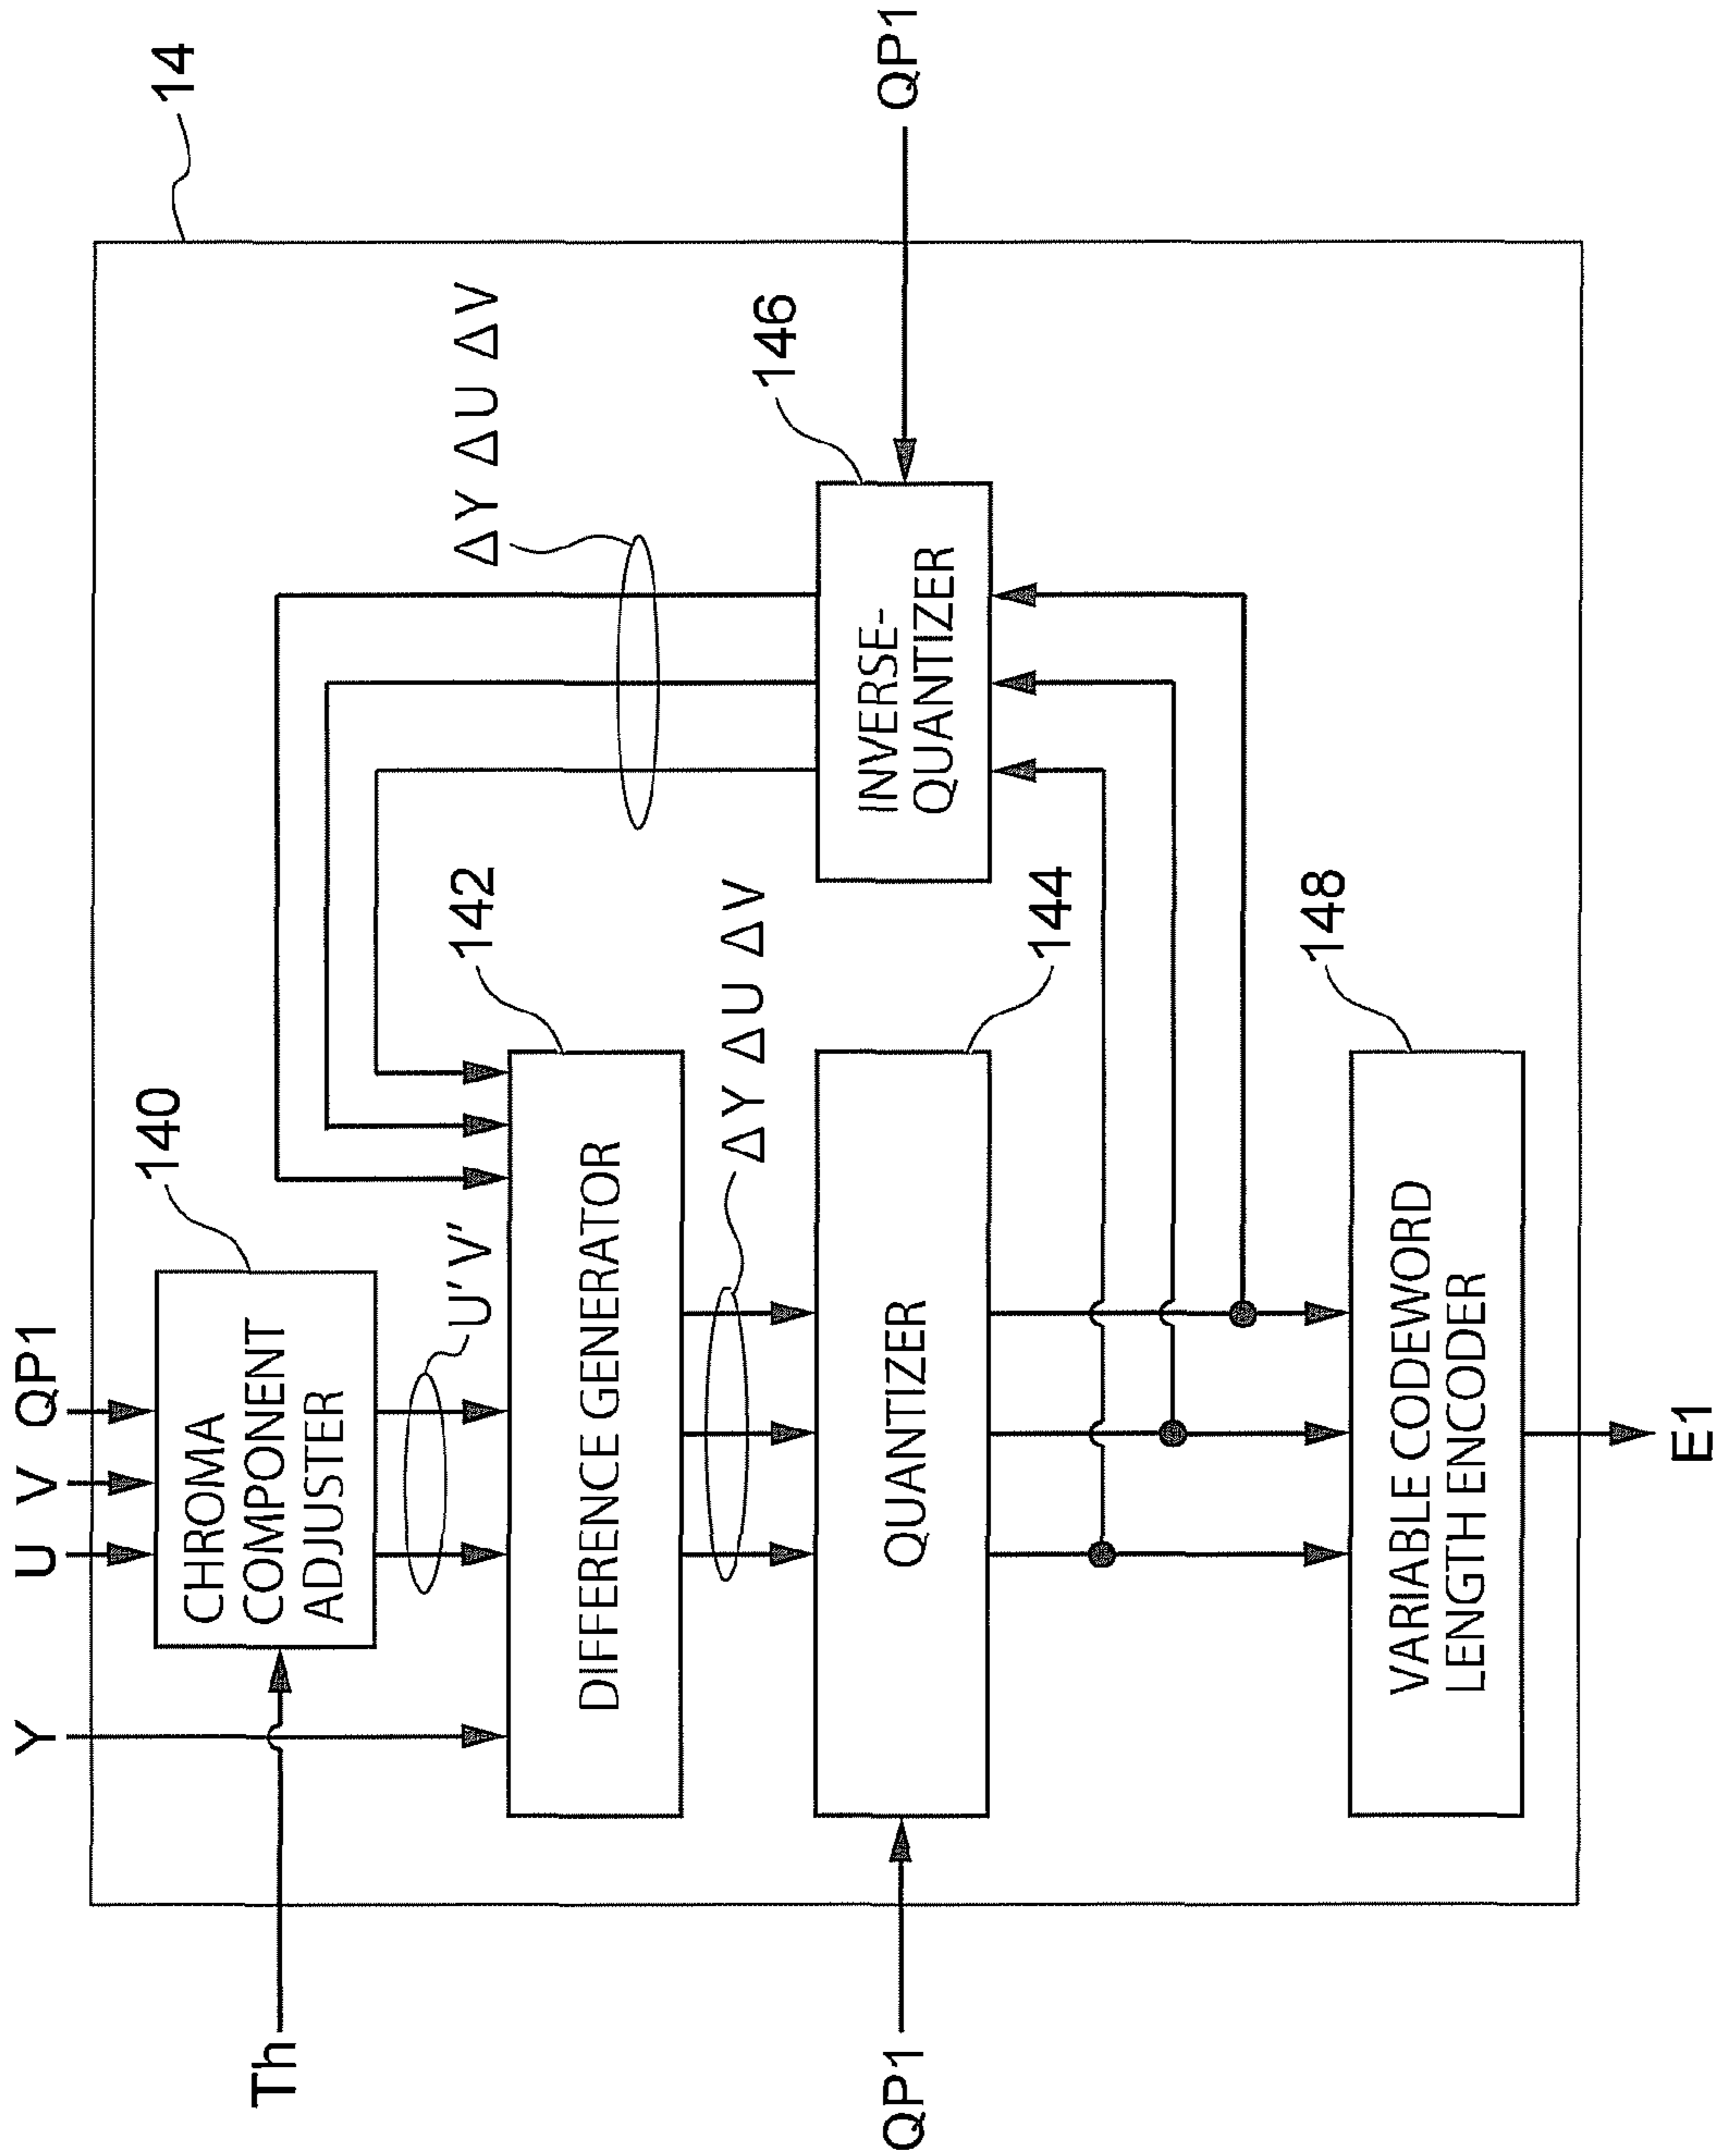 14
Y
U
V
QP1
Th
CHROMA
COMPONENT
ADJUSTER
140
U'V'
DIFFERENCE GENERATOR
142
ΔY ΔU ΔV
ΔY ΔU ΔV
QP1
QUANTIZER
144
INVERSE-
QUANTIZER
146
QP1
VARIABLE CODEWORD
LENGTH ENCODER
148
E1